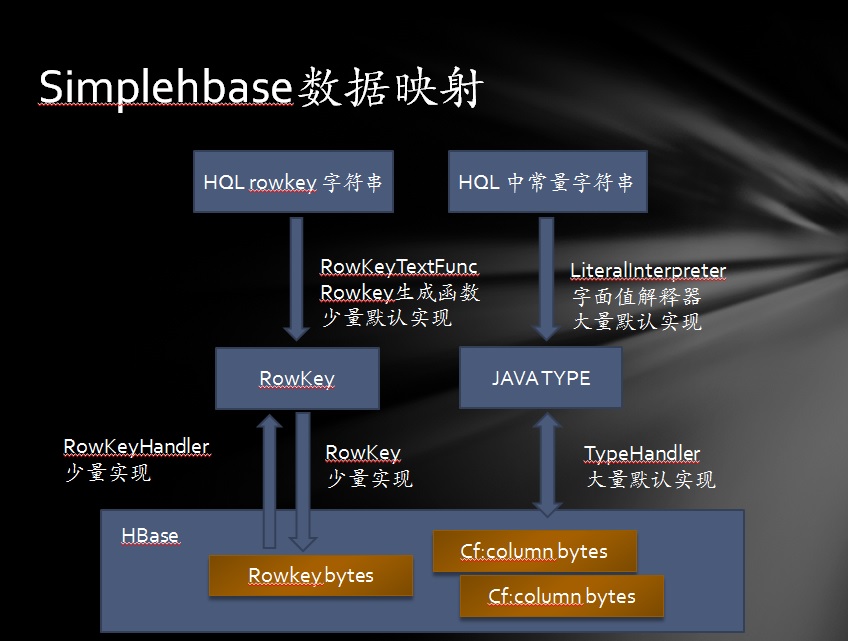 Simplehbase数据映射
HQL rowkey 字符串
HQL 中常量字符串
RowKeyTextFunc
Rowkey生成函数
少量默认实现
LiteralInterpreter
字面值解释器
大量默认实现
RowKey
JAVA TYPE
RowKeyHandler
少量实现
RowKey
少量实现
TypeHandler
大量默认实现
HBase
Rowkey bytes
Cf:column bytes
Cf:column bytes